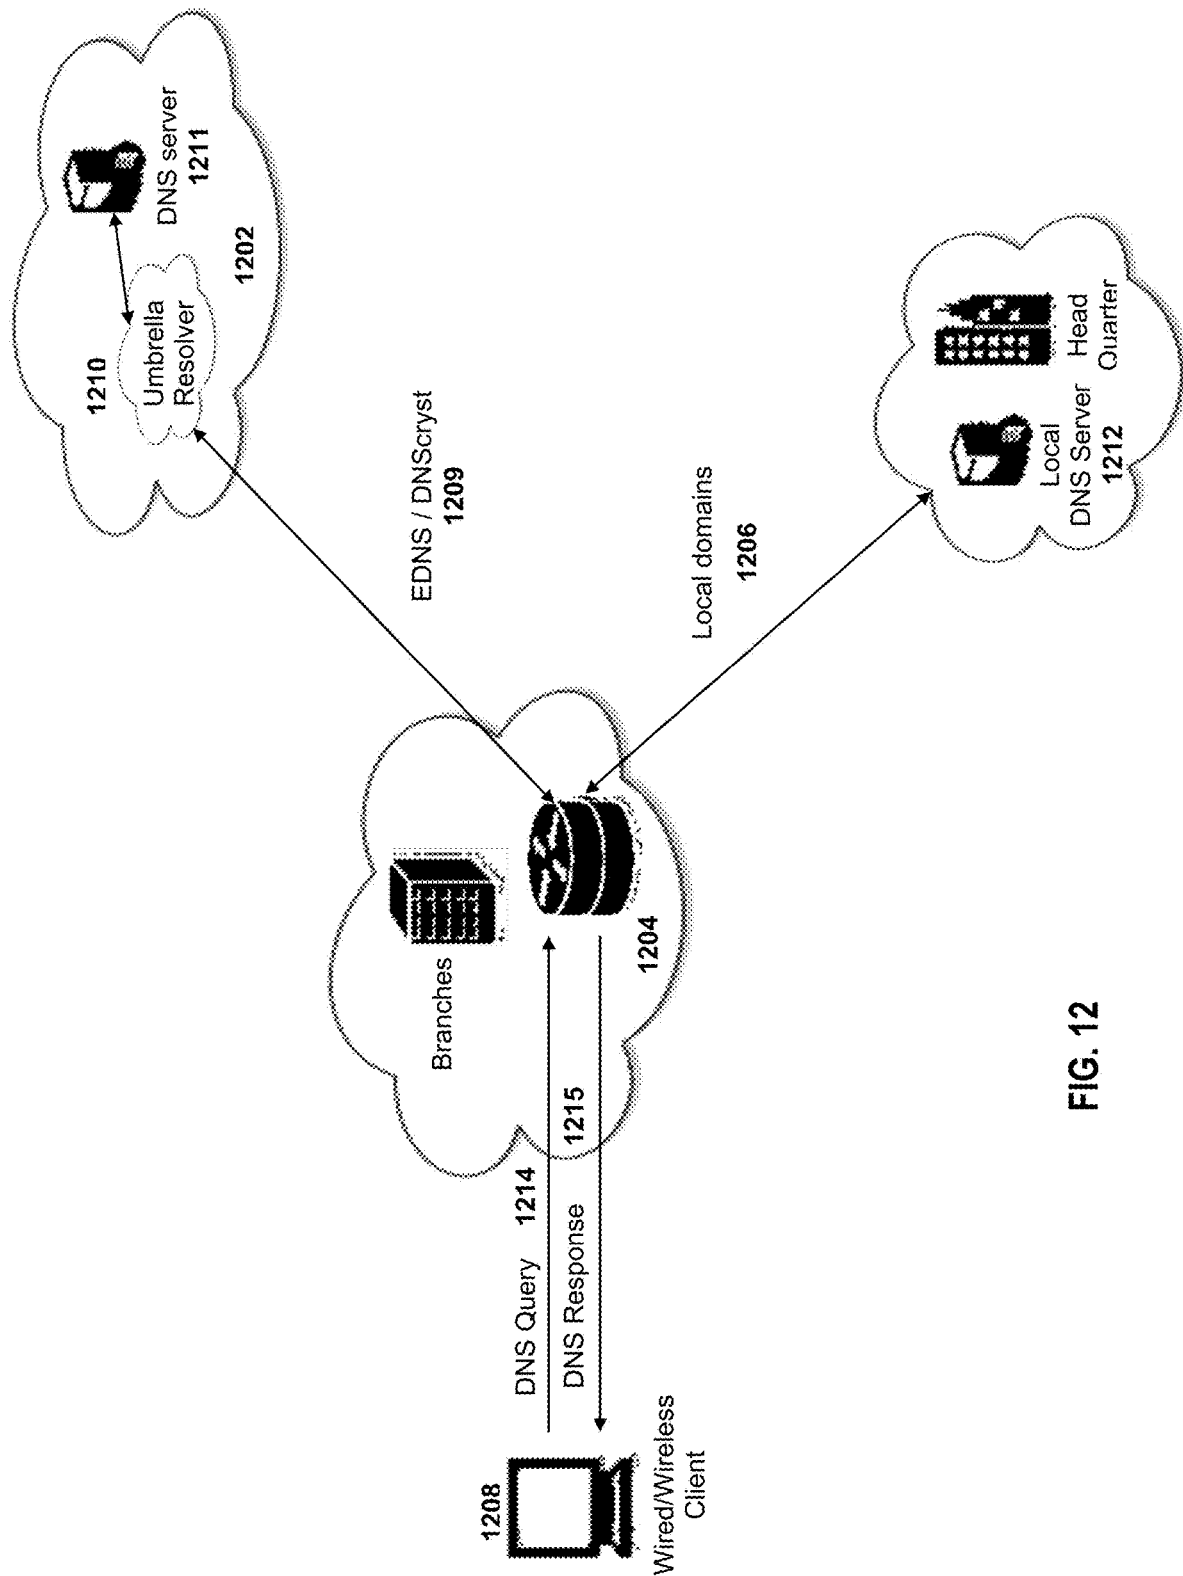 DNS server
1211
1202
1210
Umbrella
Resolver
EDNS / DNScryst
1209
Local domains
1206
Head
Quarter
Local
DNS Server
1212
Branches
1204
DNS Query 1214
DNS Response 1215
1208
Wired/Wireless
Client
FIG. 12